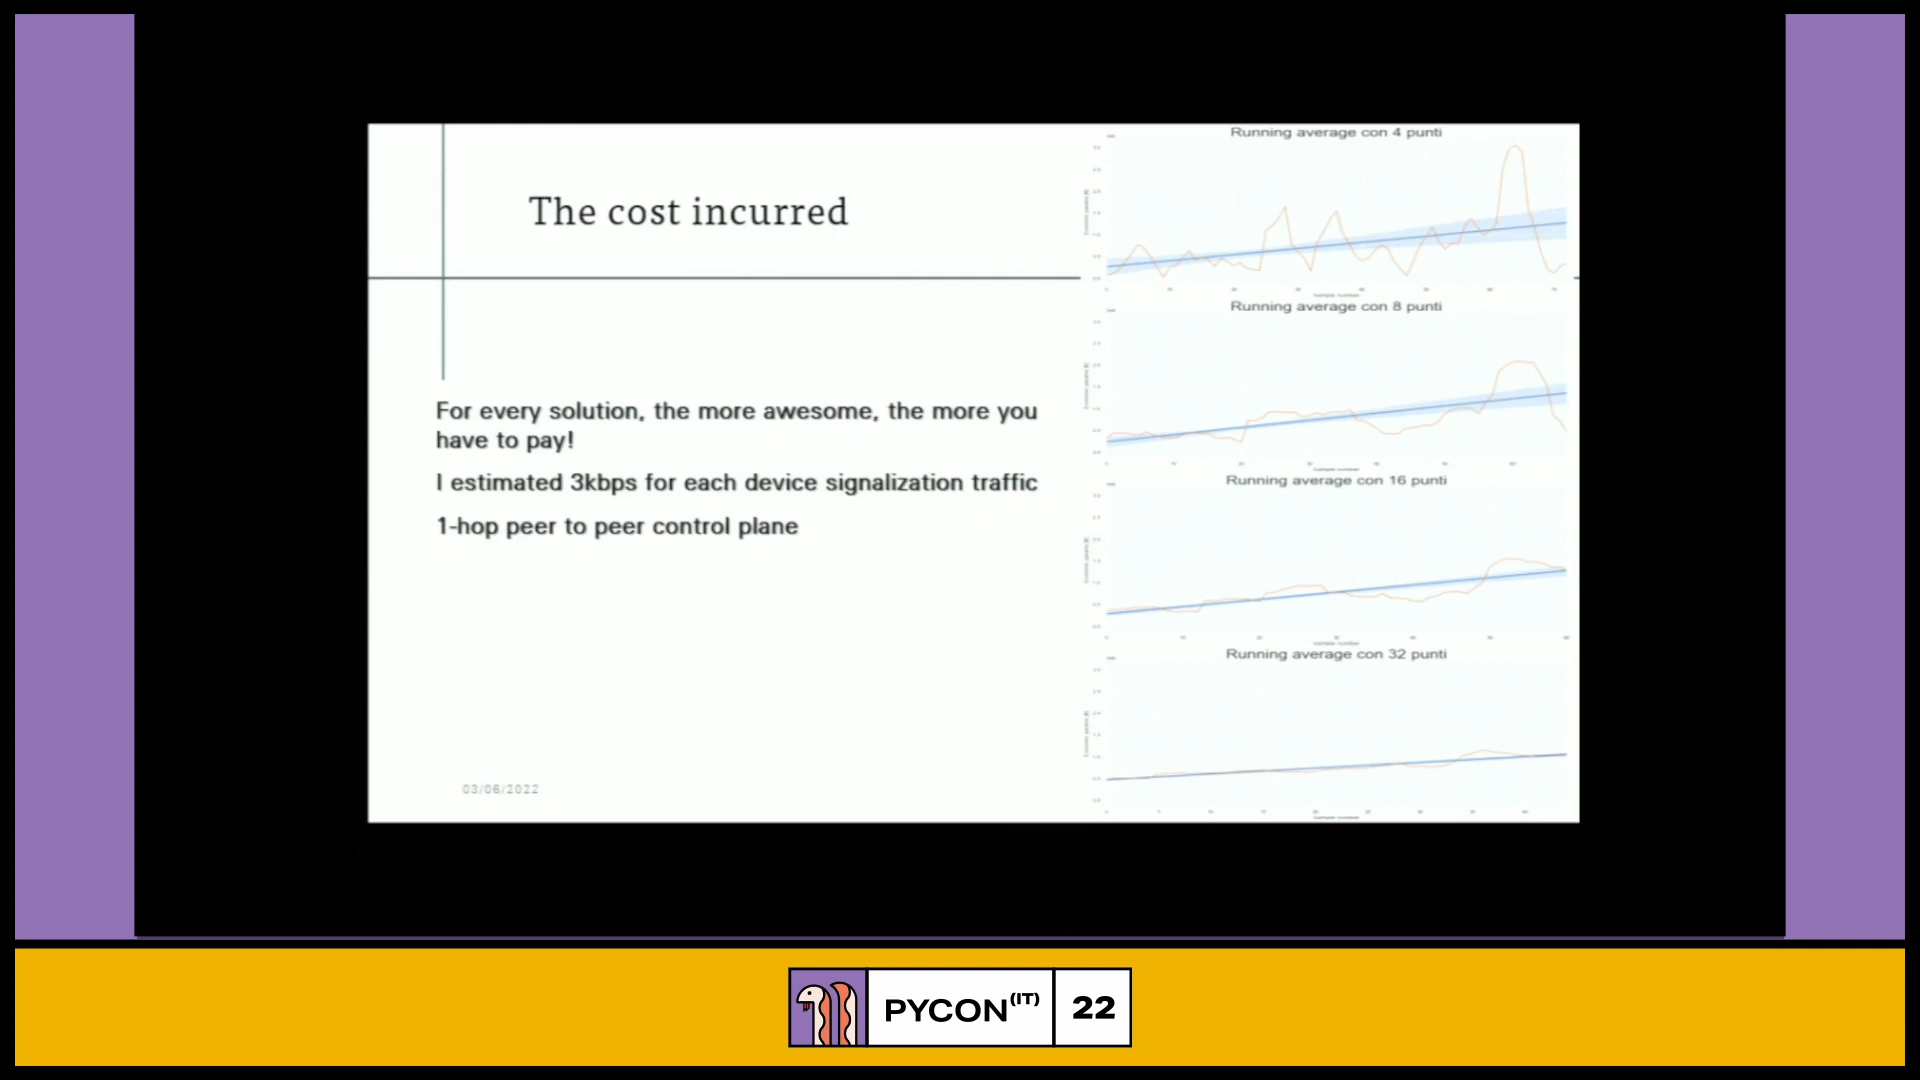 The cost incurred
For every solution, the more awesome, the more you
have to pay!
I estimated 3kbps for each device signalization traffic
1-hop peer to peer control plane
03/06/2022
Running average con 4 punti
Running average con 8 punti
Running average con 16 punti
Running average con 32 punti
PYCON(IT) 22